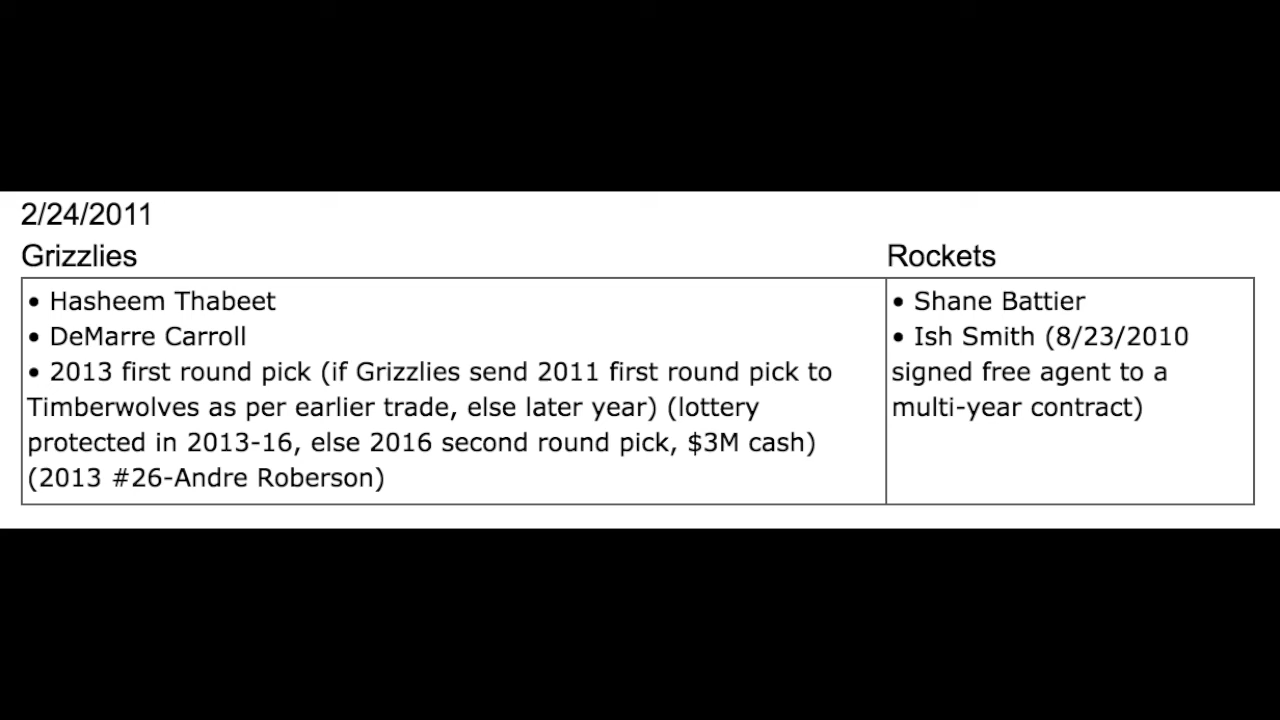 2/24/2011
Grizzlies
Rockets
• Hasheem Thabeet
• DeMarre Carroll
• 2013 first round pick (if Grizzlies send 2011 first round pick to
Timberwolves as per earlier trade, else later year) (lottery
protected in 2013-16, else 2016 second round pick, $3M cash)
(2013 #26-Andre Roberson)
• Shane Battier
• Ish Smith (8/23/2010
signed free agent to a
multi-year contract)